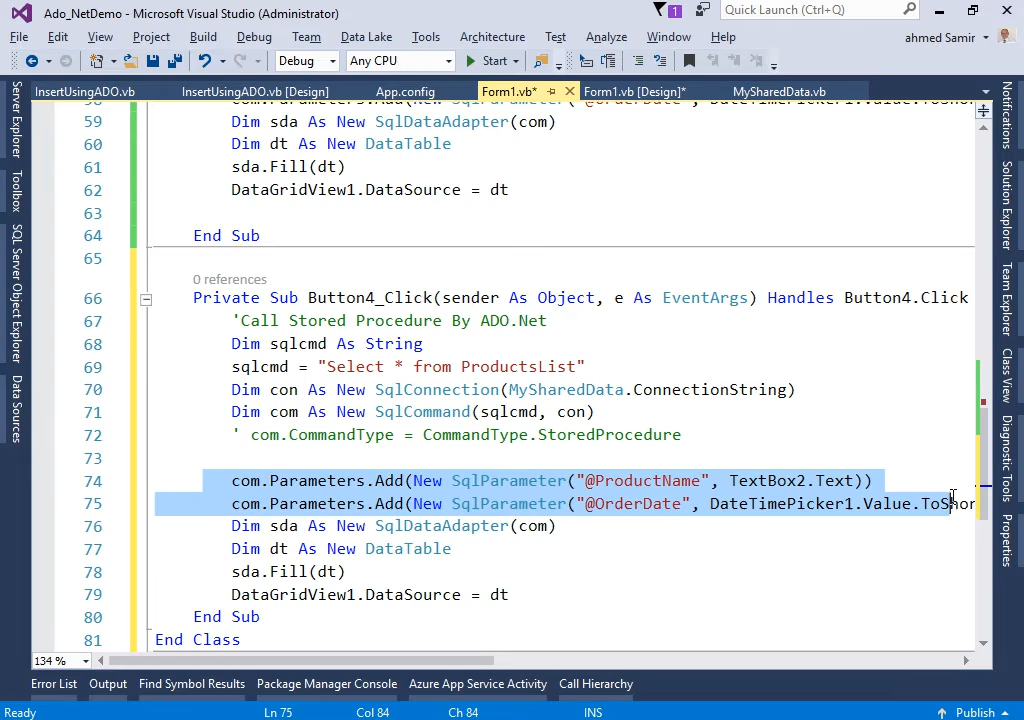 Ado_NetDemo - Microsoft Visual Studio (Administrator)
1
Quick Launch (Ctrl+Q)
File Edit View Project Build Debug Team Data Lake Tools Architecture Test Analyze Window Help
ahmed Samir
Debug Any CPU Start
InsertUsingADO.vb InsertUsingADO.vb [Design] App.config Form1.vb* Form1.vb [Design]* MySharedData.vb
Server Explorer
Toolbox
SQL Server Object Explorer
Data Sources
59 Dim sda As New SqlDataAdapter(com)
60 Dim dt As New DataTable
61 sda.Fill(dt)
62 DataGridView1.DataSource = dt
63
64 End Sub
65
0 references
66 Private Sub Button4_Click(sender As Object, e As EventArgs) Handles Button4.Click
67 'Call Stored Procedure By ADO.Net
68 Dim sqlcmd As String
69 sqlcmd = "Select * from ProductsList"
70 Dim con As New SqlConnection(MySharedData.ConnectionString)
71 Dim com As New SqlCommand(sqlcmd, con)
72 ' com.CommandType = CommandType.StoredProcedure
73
74 com.Parameters.Add(New SqlParameter("@ProductName", TextBox2.Text))
75 com.Parameters.Add(New SqlParameter("@OrderDate", DateTimePicker1.Value.ToShor
76 Dim sda As New SqlDataAdapter(com)
77 Dim dt As New DataTable
78 sda.Fill(dt)
79 DataGridView1.DataSource = dt
80 End Sub
81 End Class
Notifications
Solution Explorer
Team Explorer
Class View
Diagnostic Tools
Properties
134 %
Error List Output Find Symbol Results Package Manager Console Azure App Service Activity Call Hierarchy
Ready Ln 75 Col 84 Ch 84 INS Publish